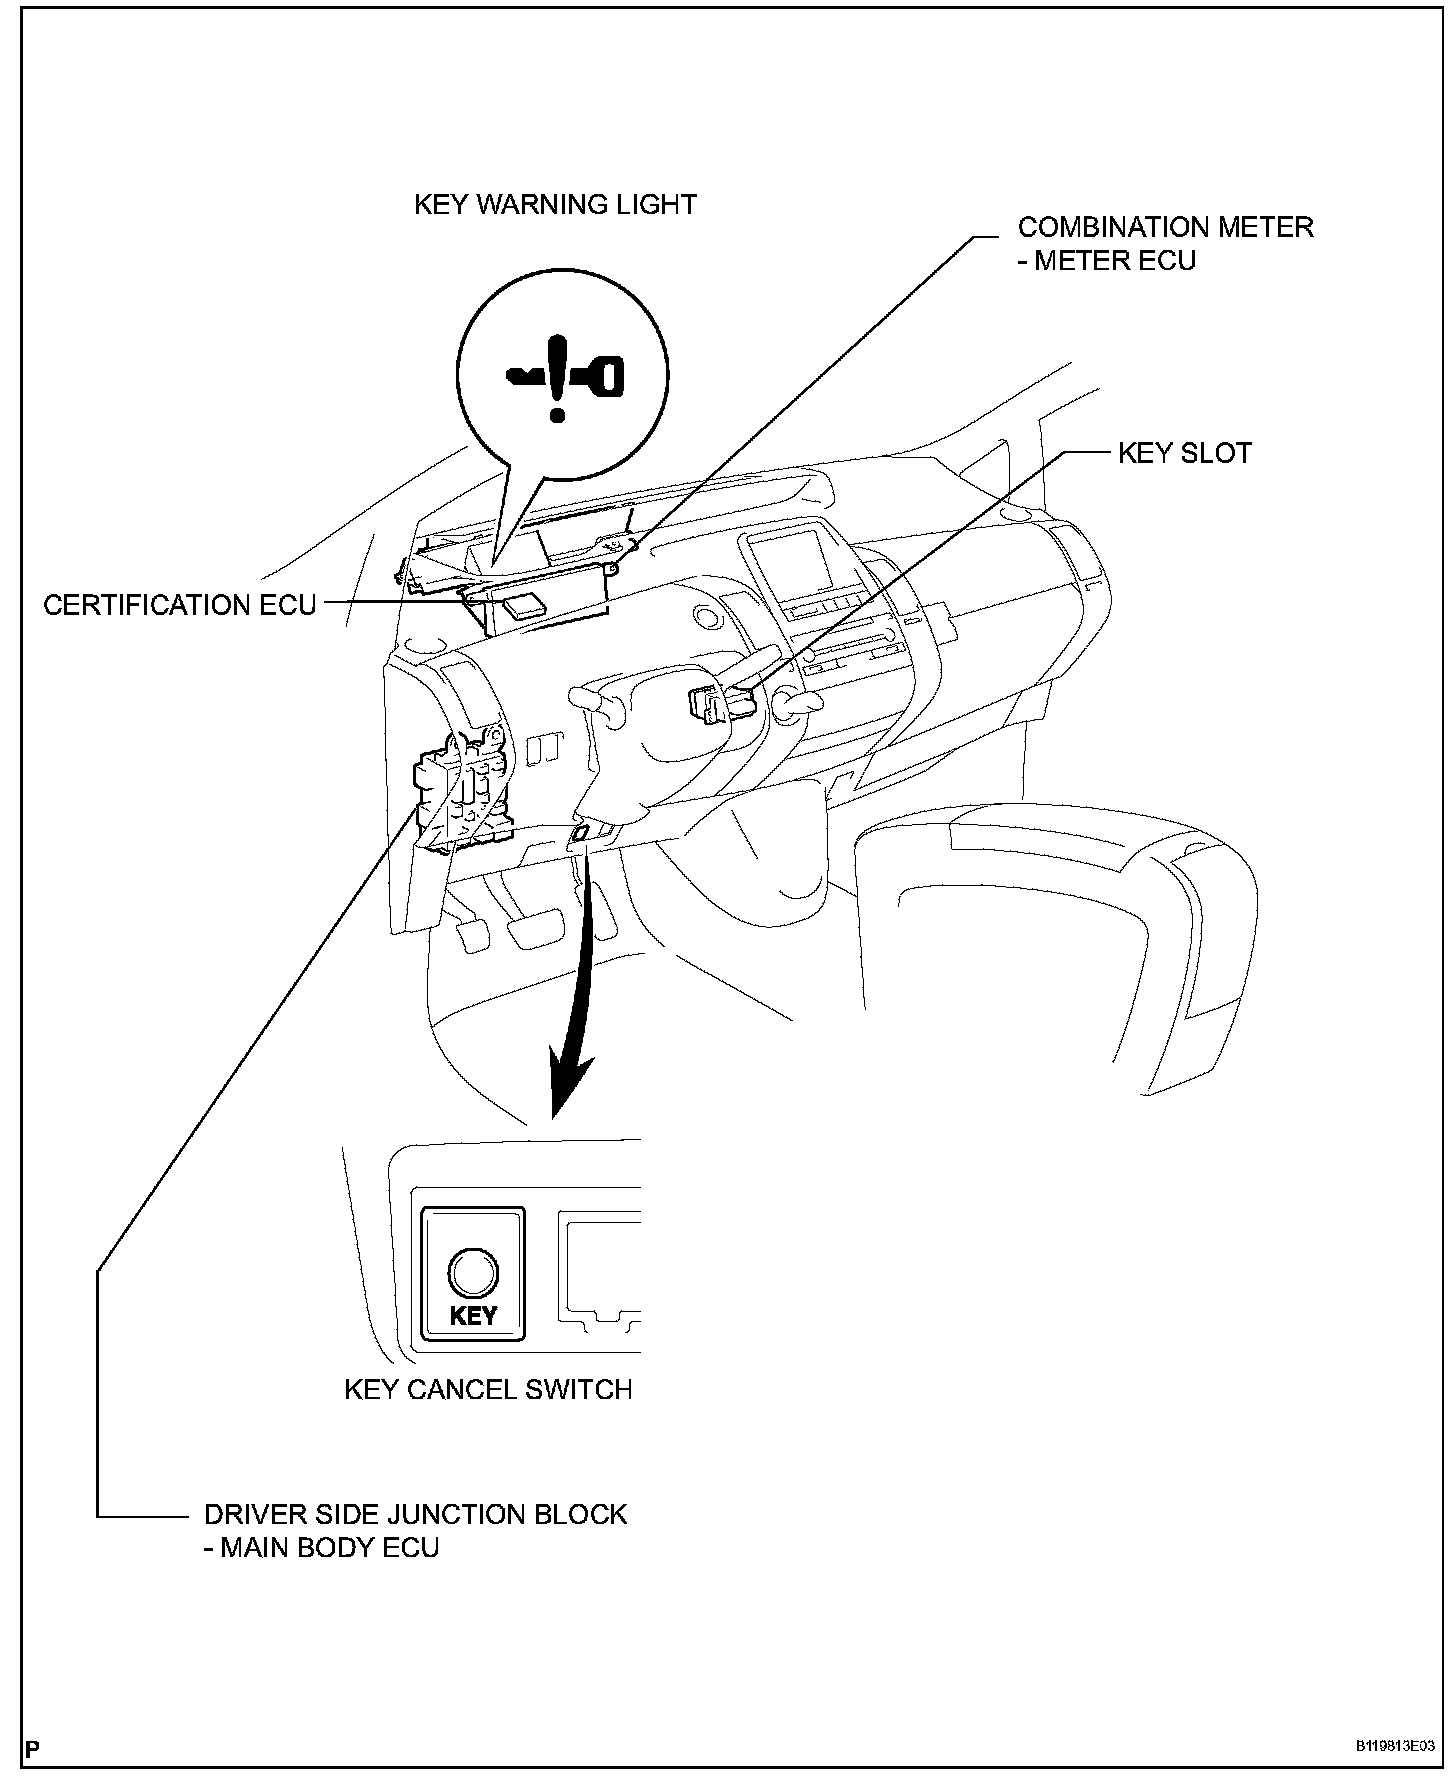 KEY WARNING LIGHT
COMBINATION METER
- METER ECU
KEY SLOT
CERTIFICATION ECU
KEY
KEY CANCEL SWITCH
DRIVER SIDE JUNCTION BLOCK
- MAIN BODY ECU
P
B119813E03